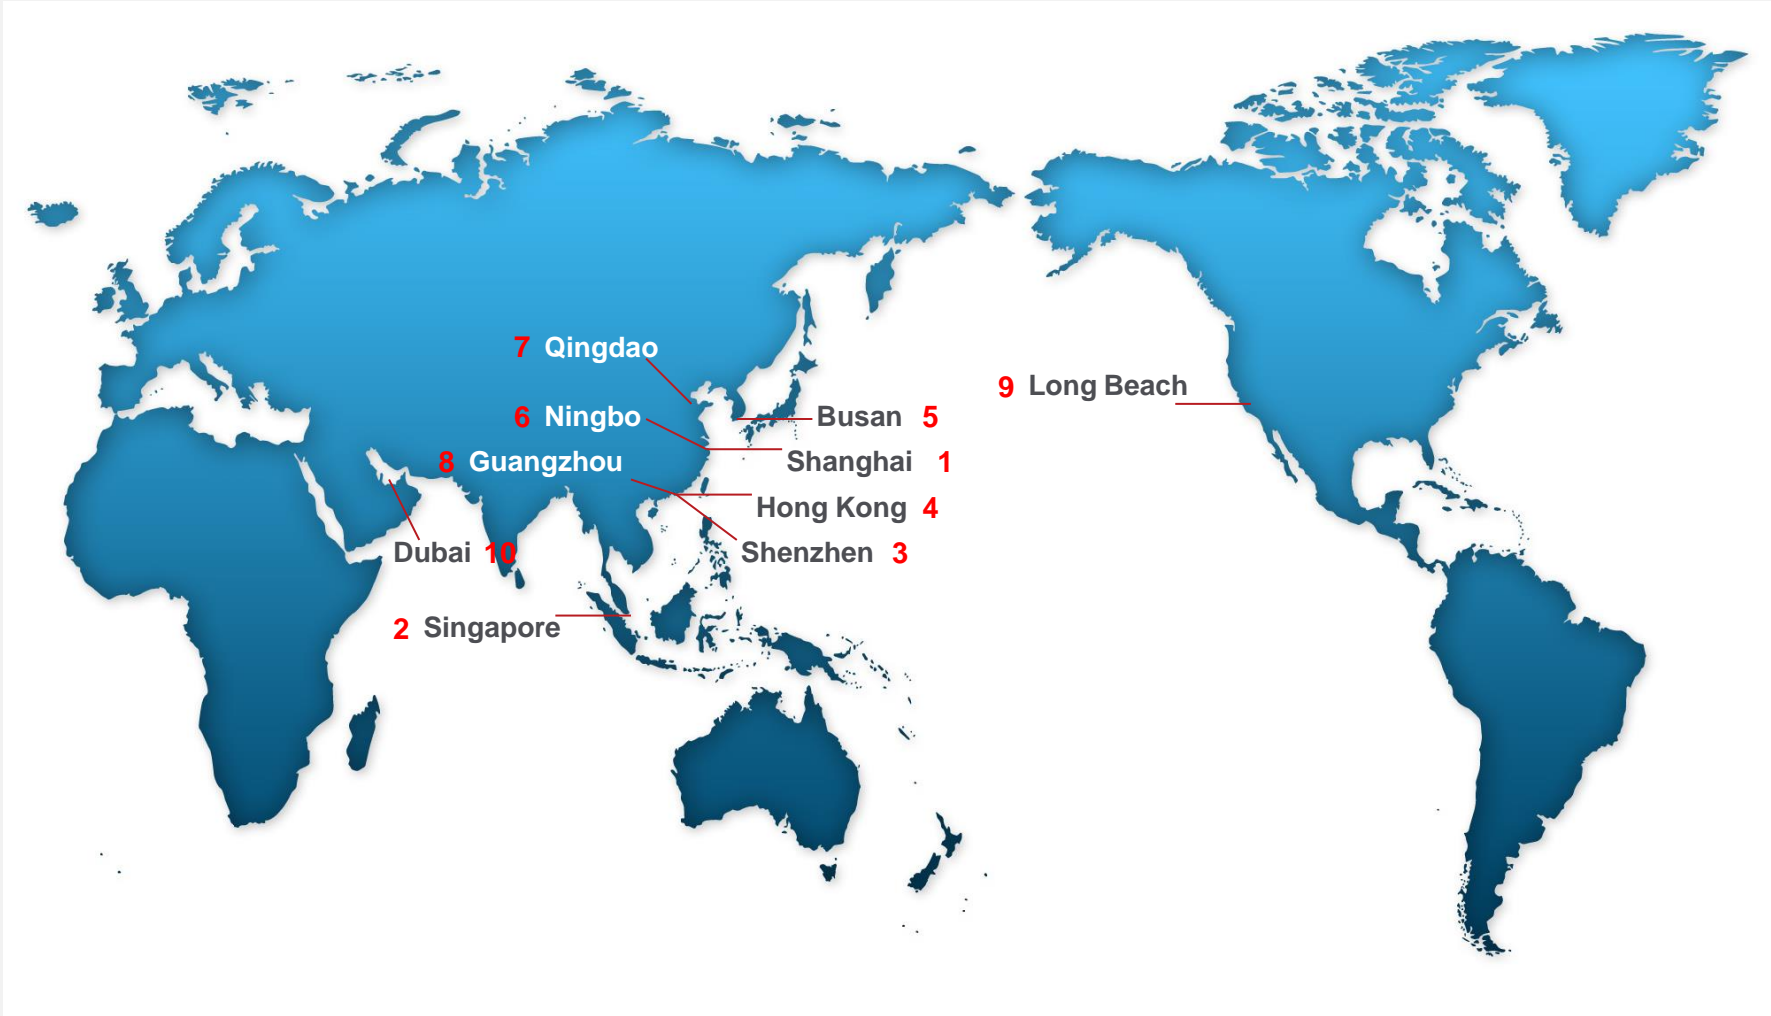 7 Qingdao
9 Long Beach
6 Ningbo
Busan 5
8 Guangzhou
Shanghai 1
Hong Kong 4
Dubai 10
Shenzhen 3
2 Singapore